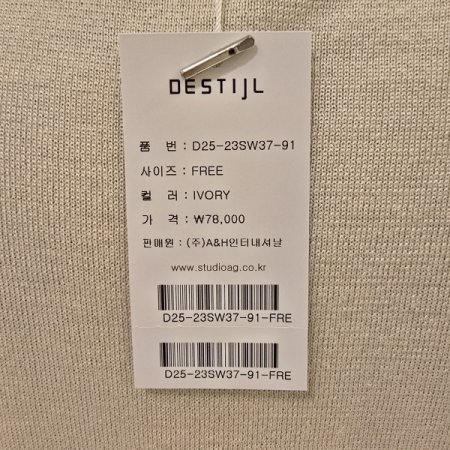 DESTIJL
품 번 : D25-23SW37-91
사이즈 : FREE
컬 러 : IVORY
가 격 : ₩78,000
판매원 : (주)A&H인터내셔날
www.studioag.co.kr
D25-23SW37-91-FRE
D25-23SW37-91-FRE